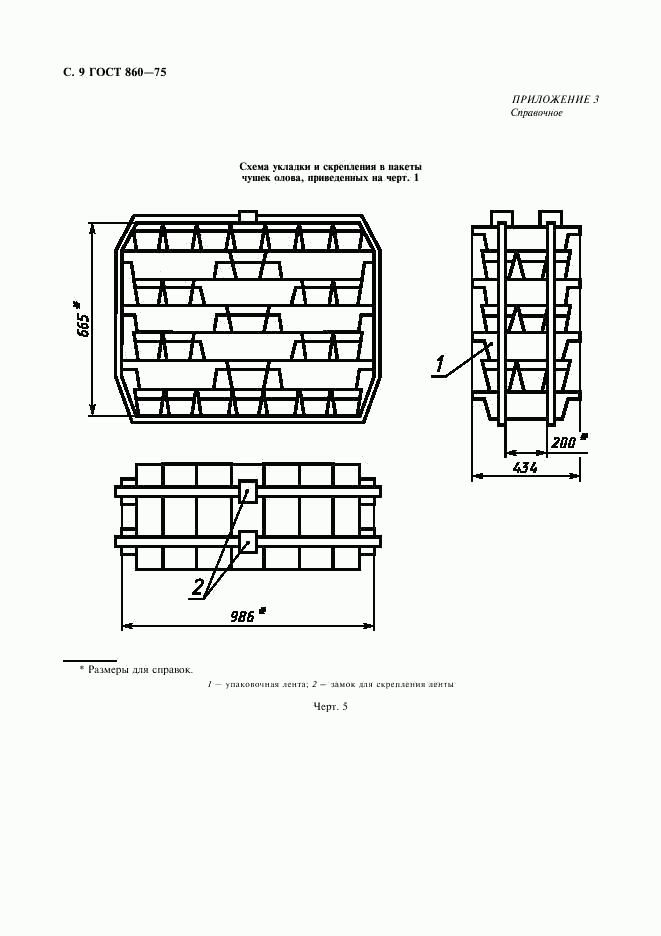 С. 9 ГОСТ 860—75
ПРИЛОЖЕНИЕ 3
Справочное
Схема укладки и скрепления в пакеты
чушек олова, приведенных на черт. 1
665*
1
200*
434
2
986*
* Размеры для справок.
1 — упаковочная лента; 2 — замок для скрепления ленты
Черт. 5